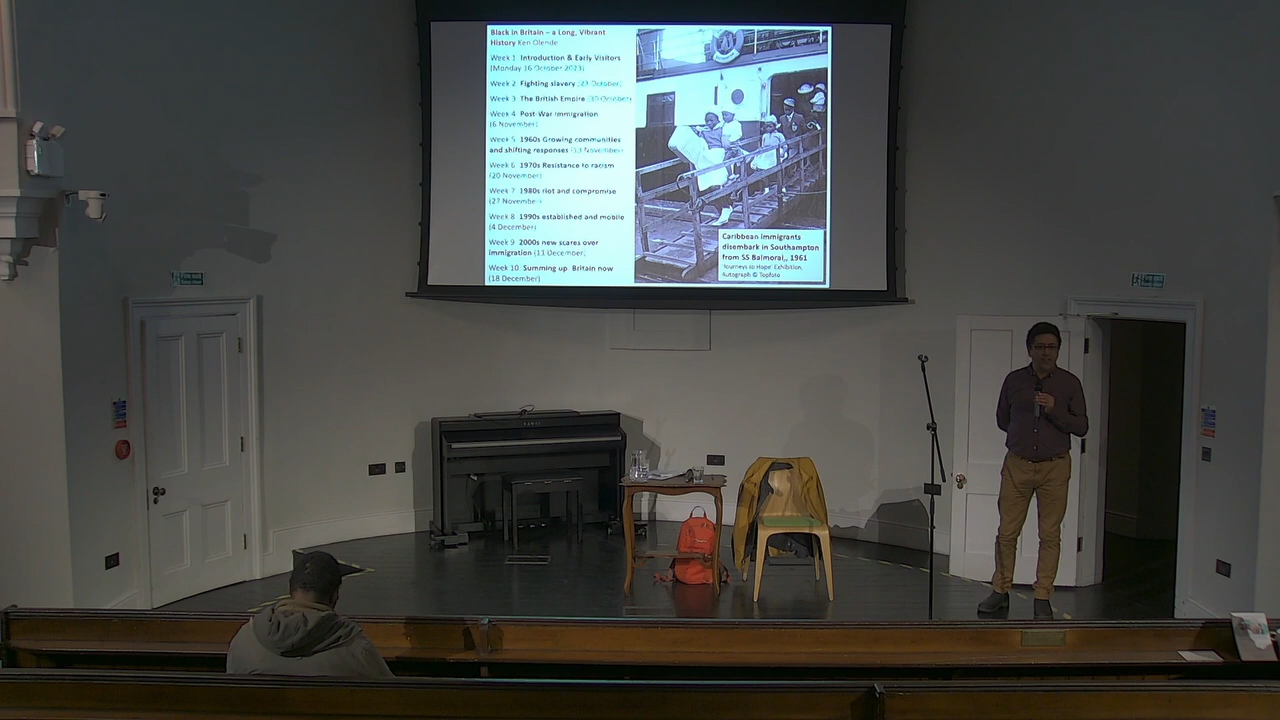 Black in Britain – a Long, Vibrant
History Ken Olende
Week 1 Introduction & Early Visitors
(Monday 16 October 2023)
Week 2 Fighting slavery (23 October)
Week 3 The British Empire (30 October)
Week 4 Post-War Immigration
(6 November)
Week 5 1960s Growing communities
and shifting responses (13 November)
Week 6 1970s Resistance to racism
(20 November)
Week 7 1980s riot and compromise
(27 November)
Week 8 1990s established and mobile
(4 December)
Week 9 2000s new scares over
immigration (11 December)
Week 10 Summing up Britain now
(18 December)
Caribbean immigrants
disembark in Southampton
from SS Balmoral,, 1961
'Journeys to Hope' Exhibition,
Autograph © Topfoto
KAWAI